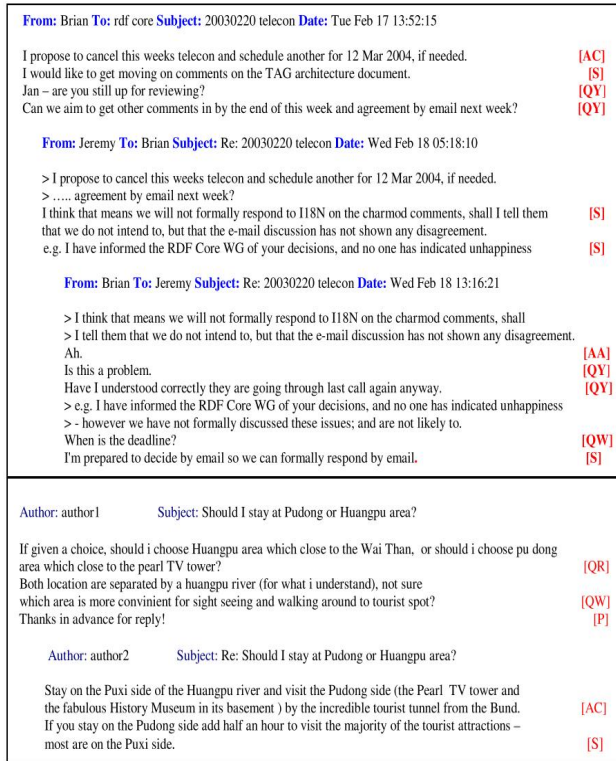 From: Brian To: rdf core Subject: 20030220 telecon Date: Tue Feb 17 13:52:15
I propose to cancel this weeks telecon and schedule another for 12 Mar 2004, if needed. [AC]
I would like to get moving on comments on the TAG architecture document. [S]
Jan – are you still up for reviewing? [QY]
Can we aim to get other comments in by the end of this week and agreement by email next week? [QY]
From: Jeremy To: Brian Subject: Re: 20030220 telecon Date: Wed Feb 18 05:18:10
> I propose to cancel this weeks telecon and schedule another for 12 Mar 2004, if needed.
> ….. agreement by email next week?
I think that means we will not formally respond to I18N on the charmod comments, shall I tell them [S]
that we do not intend to, but that the e-mail discussion has not shown any disagreement.
e.g. I have informed the RDF Core WG of your decisions, and no one has indicated unhappiness [S]
From: Brian To: Jeremy Subject: Re: 20030220 telecon Date: Wed Feb 18 13:16:21
> I think that means we will not formally respond to I18N on the charmod comments, shall
> I tell them that we do not intend to, but that the e-mail discussion has not shown any disagreement.
Ah. [AA]
Is this a problem. [QY]
Have I understood correctly they are going through last call again anyway. [QY]
> e.g. I have informed the RDF Core WG of your decisions, and no one has indicated unhappiness
> - however we have not formally discussed these issues; and are not likely to.
When is the deadline? [QW]
I'm prepared to decide by email so we can formally respond by email. [S]
Author: author1 Subject: Should I stay at Pudong or Huangpu area?
If given a choice, should i choose Huangpu area which close to the Wai Than, or should i choose pu dong
area which close to the pearl TV tower? [QR]
Both location are separated by a huangpu river (for what i understand), not sure
which area is more convinient for sight seeing and walking around to tourist spot? [QW]
Thanks in advance for reply! [P]
Author: author2 Subject: Re: Should I stay at Pudong or Huangpu area?
Stay on the Puxi side of the Huangpu river and visit the Pudong side (the Pearl TV tower and
the fabulous History Museum in its basement ) by the incredible tourist tunnel from the Bund. [AC]
If you stay on the Pudong side add half an hour to visit the majority of the tourist attractions –
most are on the Puxi side. [S]